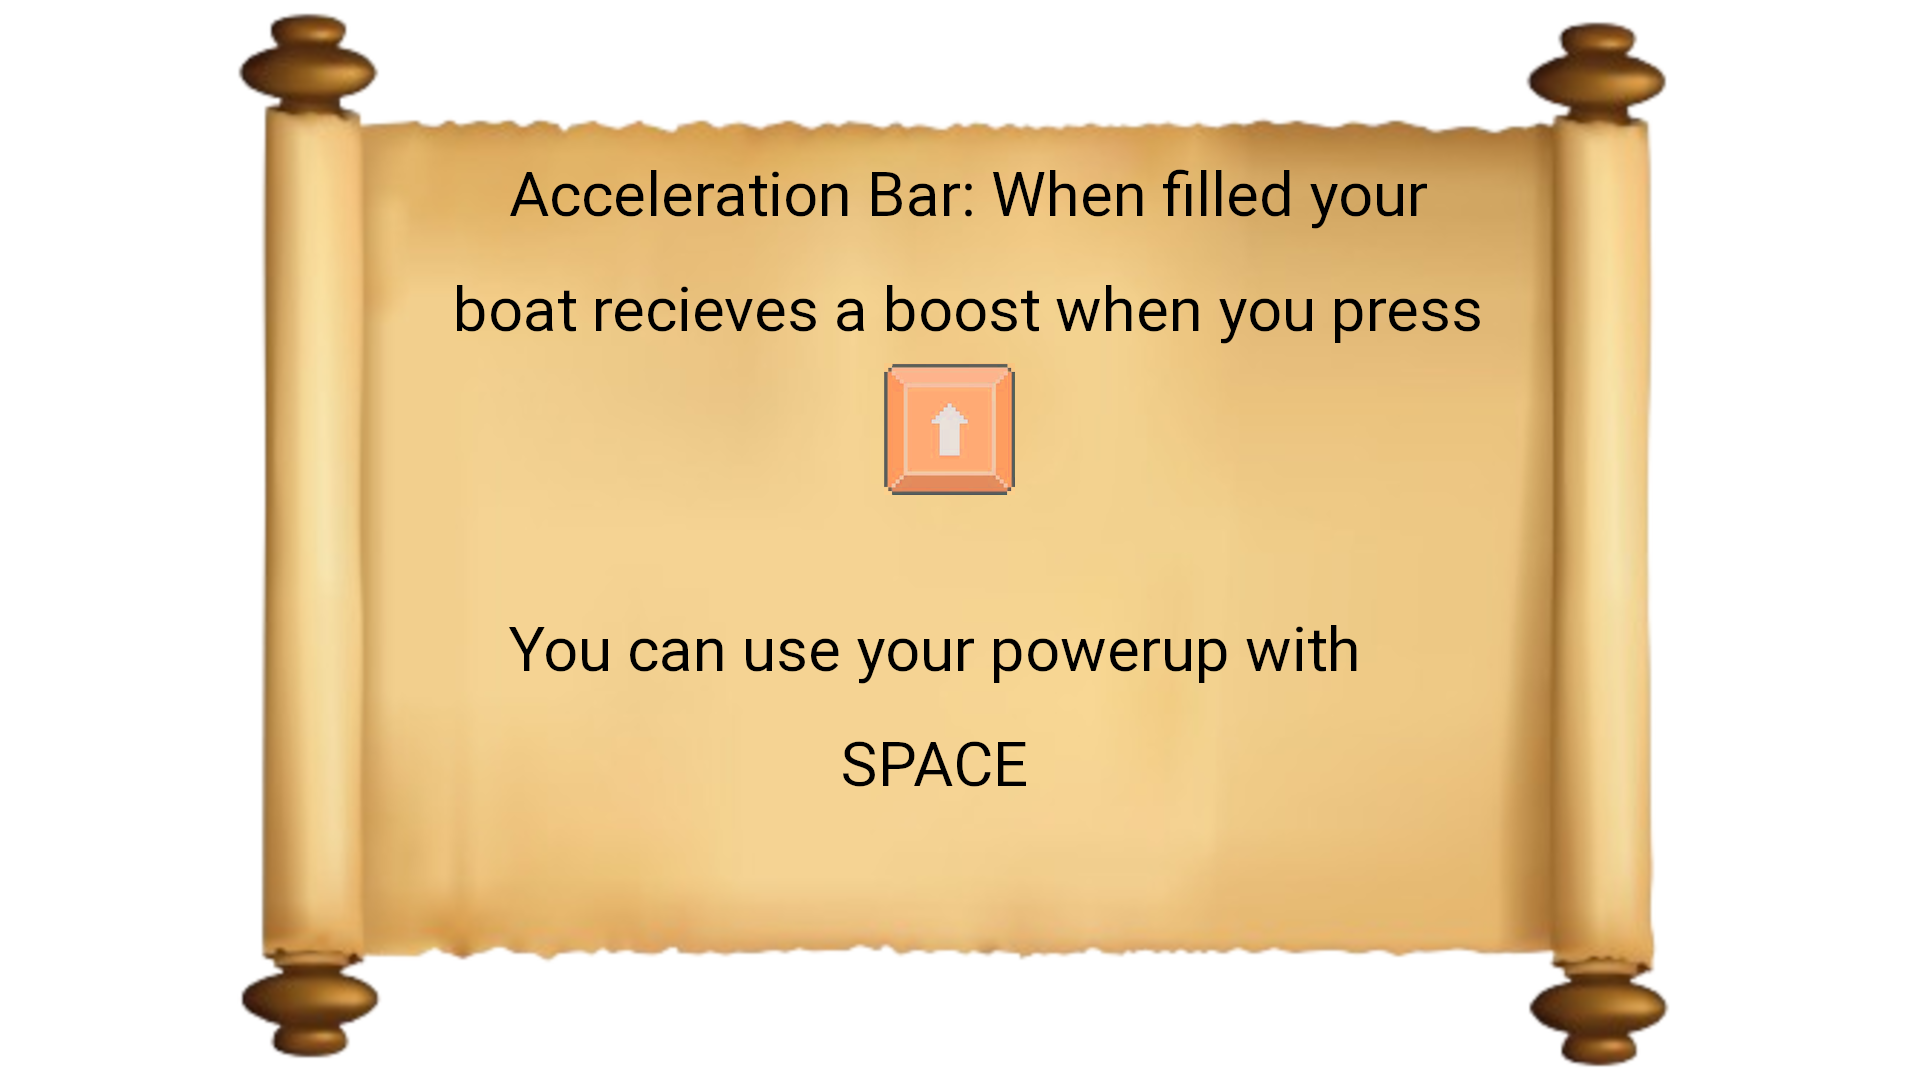 Acceleration Bar: When filled your
boat recieves a boost when you press
You can use your powerup with
SPACE